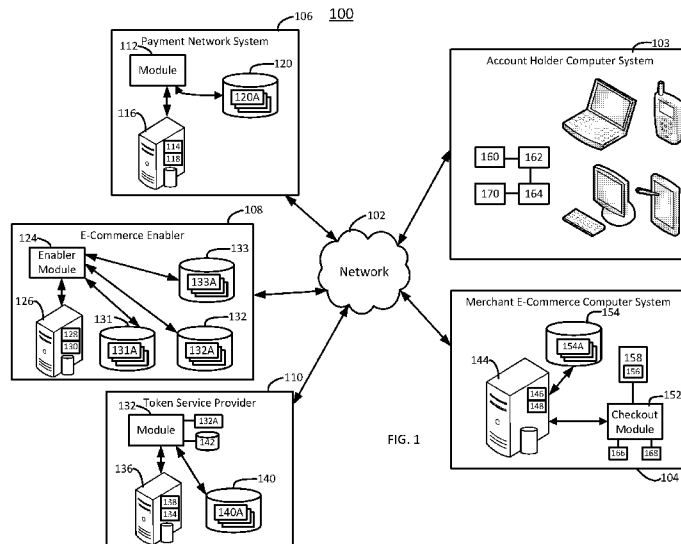 100
106
Payment Network System
112
Module
120
120A
116
114
118
103
Account Holder Computer System
160
162
170
164
102
Network
108
E-Commerce Enabler
124
Enabler
Module
133
133A
126
128
130
131
131A
132
132A
110
Token Service Provider
132
Module
132A
142
136
138
134
140
140A
FIG. 1
Merchant E-Commerce Computer System
154
154A
144
146
148
158
156
152
Checkout
Module
166
168
104